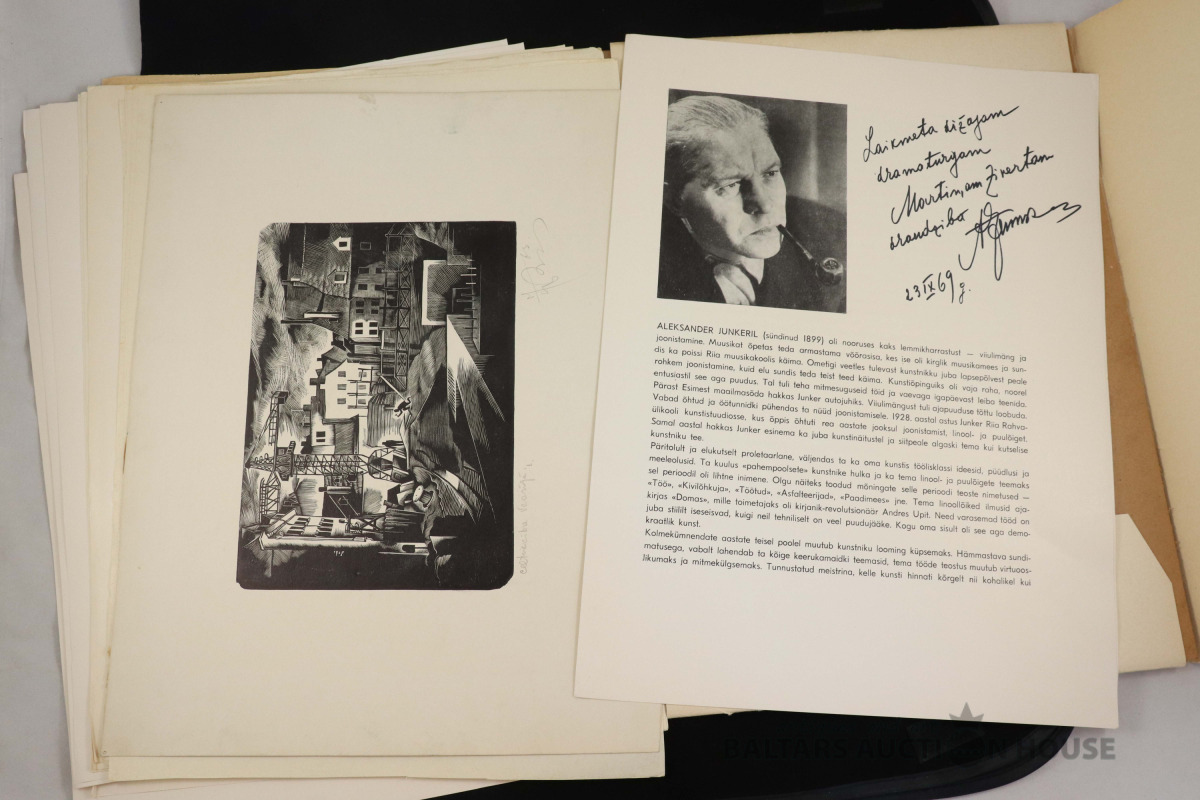 Laikmeta dižajam
dramaturgam
Martiņam Zīvertam
draudzībā
23 IX 69 g.
ALEKSANDER JUNKERIL (sündinud 1899) oli nooruses kaks lemmikharrastust — viiulimäng ja
joonistamine. Muusikat õpetas teda armastama võõrasisa, kes ise oli kirglik muusikamees ja sun-
dis ka poissi Riia muusikakoolis käima. Ometigi veetles tulevast kunstnikku juba lapsepõlvest peale
rohkem joonistamine, kuid elu sundis teda teist teed käima. Kunstiõpinguiks oli vaja raha, noorel
entusiastil see aga puudus. Tal tuli teha mitmesuguseid töid ja vaevaga igapäevast leiba teenida.
Pärast Esimest maailmasõda hakkas Junker autojuhiks. Viiulimängust tuli ajapuuduse tõttu loobuda.
Vabad õhtud ja öötunnidki pühendas ta nüüd joonistamisele. 1928. aastal astus Junker Riia Rahva-
ülikooli kunstistuudiosse, kus õppis õhtuti rea aastate jooksul joonistamist, linool- ja puulõiget.
Samal aastal hakkas Junker esinema ka juba kunstinäitustel ja siitpeale algaski tema kui kutselise
kunstniku tee.
Päritolult ja elukutselt proletaarlane, väljendas ta ka oma kunstis töölisklassi ideesid, püüdlusi ja
meeleolusid. Ta kuulus «pahempoolsete» kunstnike hulka ja ka tema linool- ja puulõigete teemaks
sel perioodil oli lihtne inimene. Olgu näiteks toodud mõningate selle perioodi teoste nimetused —
«Töö», «Kivilõhkuja», «Töötud», «Asfalteerijad», «Paadimees» jne. Tema linoollõiked ilmusid aja-
kirjas «Domas», mille toimetajaks oli kirjanik-revolutsionäär Andres Upit. Need varasemad tööd on
juba stiililt iseseisvad, kuigi neil tehniliselt on veel puudujääke. Kogu oma sisult oli see aga demo-
kraatlik kunst.
Kolmekümnendate aastate teisel poolel muutub kunstniku looming küpsemaks. Hämmastava sundi-
matusega, vabalt lahendab ta kõige keerukamaidki teemasid, tema tööde teostus muutub virtuoos-
likumaks ja mitmekülgsemaks. Tunnustatud meistrina, kelle kunsti hinnati kõrgelt nii kohalikel kui
BALTARS AUCTION HOUSE